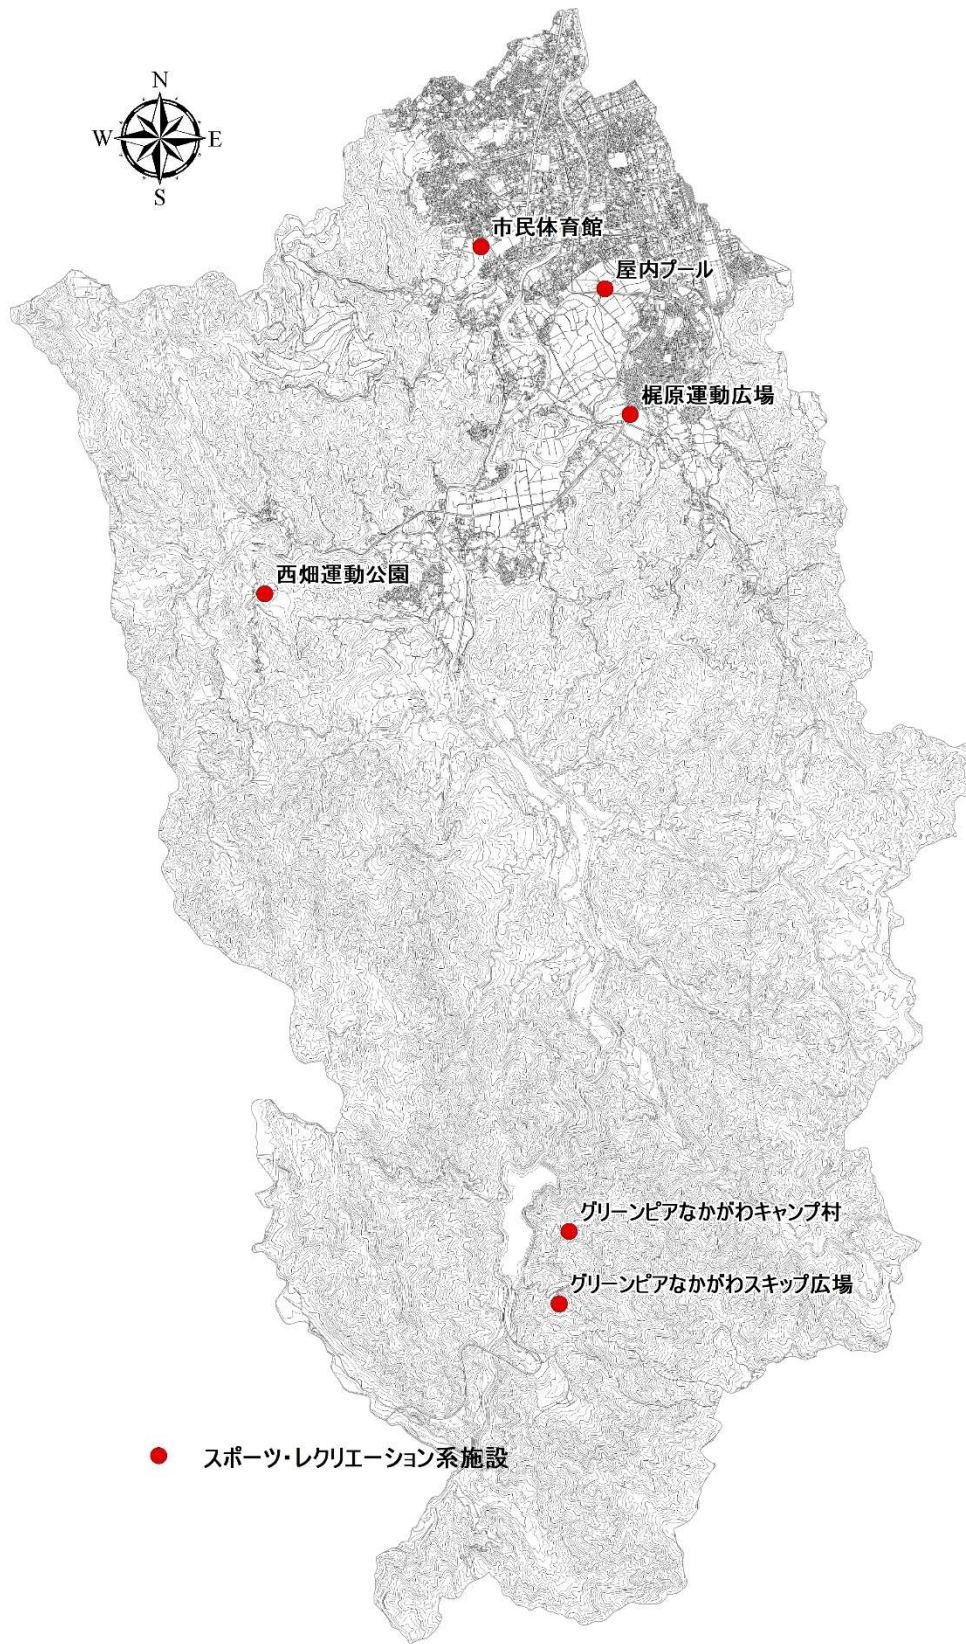 N
W E
S
市民体育館
屋内プール
梶原運動広場
西畑運動公園
グリーンピアなかがわキャンプ村
グリーンピアなかがわスキップ広場
スポーツ・レクリエーション系施設